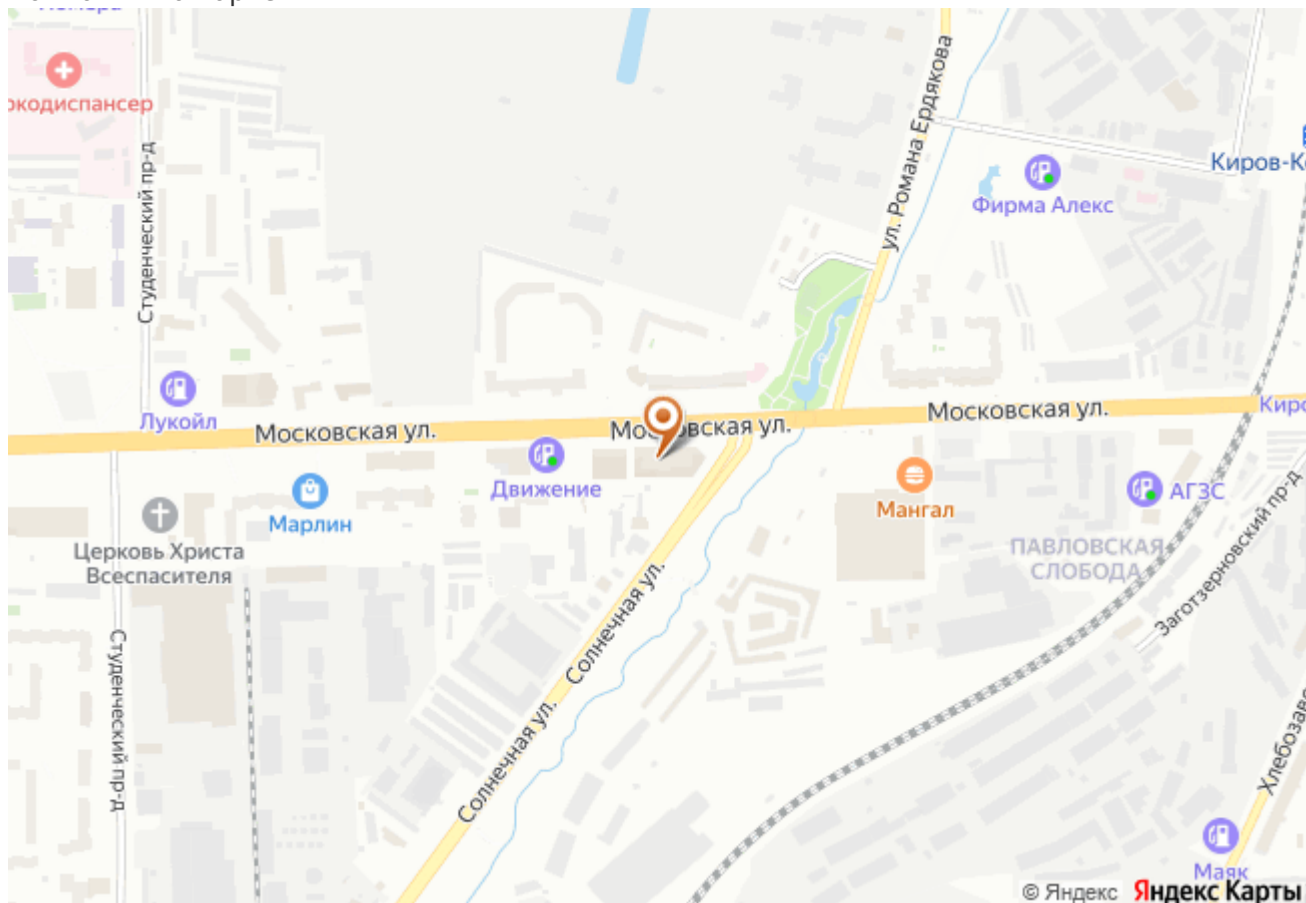 ркодиспансер
Студенческий пр-д
ул. Романа Ердякова
Киров-К
Фирма Алекс
Лукойл
Московская ул.
Московская ул.
Московская ул.
Движение
Марлин
Мангал
АГЗС
Церковь Христа
Всеспасителя
ПАВЛОВСКАЯ
СЛОБОДА
Заготзерновский пр-д
Солнечная ул.
Солнечная ул.
Студенческий пр-д
Хлебозав
Маяк
© Яндекс Яндекс Карты